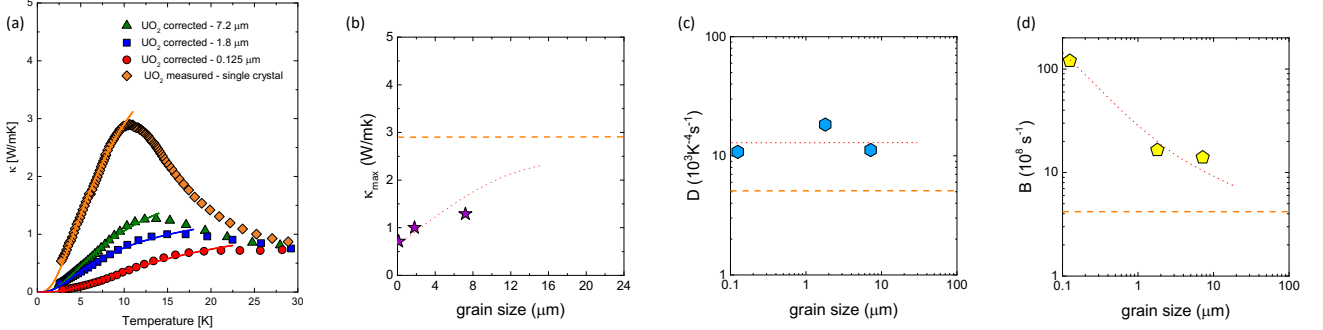 (a)
5
4
3
2
1
0
κ [W/mK]
UO2 corrected - 7.2 μm
UO2 corrected - 1.8 μm
UO2 corrected - 0.125 μm
UO2 measured - single crystal
0 5 10 15 20 25 30
Temperature [K]
(b)
5
4
3
2
1
0
κmax (W/mk)
0 4 8 12 16 20 24
grain size (μm)
(c)
100
10
1
D (10³K⁻⁴s⁻¹)
0.1 1 10 100
grain size (μm)
(d)
100
10
1
B (10⁸ s⁻¹)
0.1 1 10 100
grain size (μm)